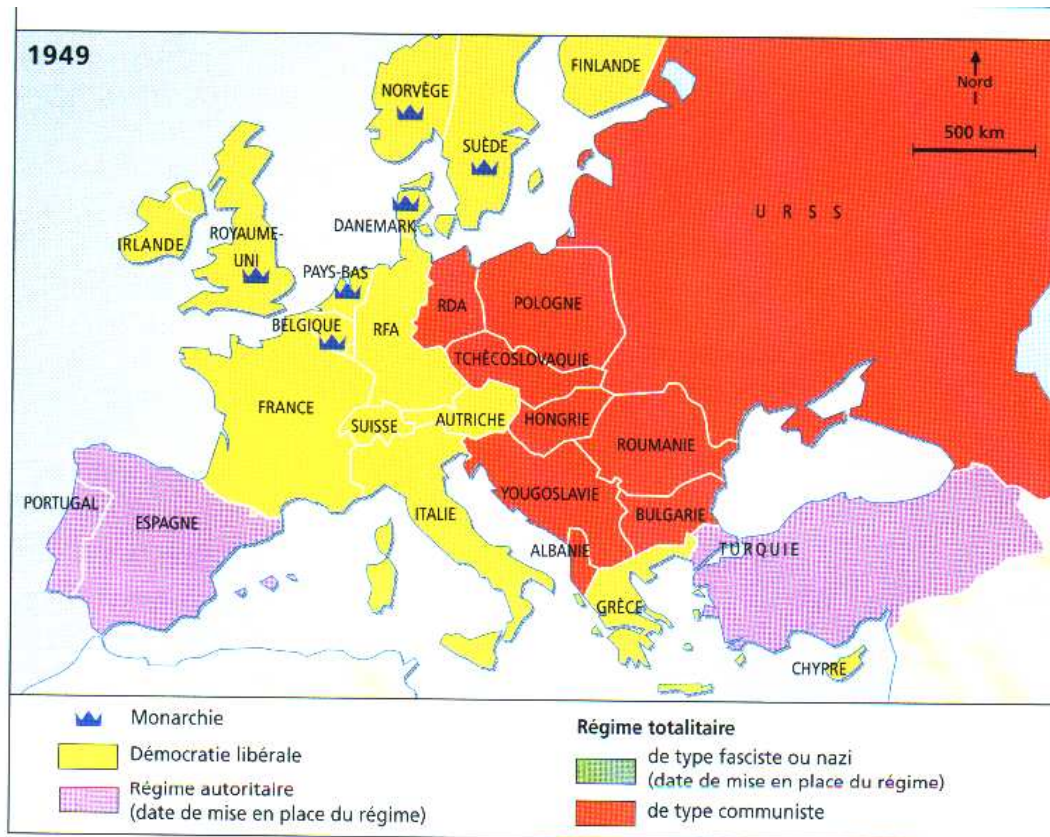 1949
FINLANDE
NORVÈGE
SUÈDE
Nord
500 km
URSS
DANEMARK
IRLANDE
ROYAUME-
UNI
PAYS-BAS
BELGIQUE
RFA
RDA
POLOGNE
TCHÉCOSLOVAQUIE
FRANCE
SUISSE
AUTRICHE
HONGRIE
ROUMANIE
PORTUGAL
ESPAGNE
ITALIE
YOUGOSLAVIE
BULGARIE
ALBANIE
TURQUIE
GRÈCE
CHYPRE
Monarchie
Démocratie libérale
Régime autoritaire
(date de mise en place du régime)
Régime totalitaire
de type fasciste ou nazi
(date de mise en place du régime)
de type communiste